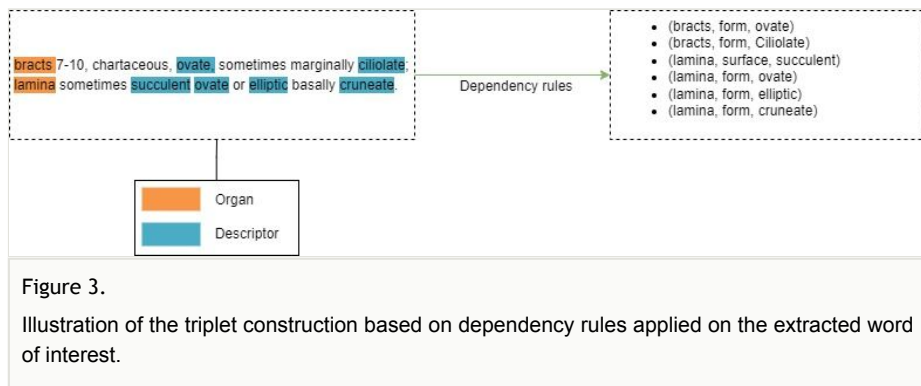 bracts 7-10, chartaceous, ovate, sometimes marginally ciliolate;
lamina sometimes succulent ovate or elliptic basally cruneate.
Dependency rules
• (bracts, form, ovate)
• (bracts, form, Ciliolate)
• (lamina, surface, succulent)
• (lamina, form, ovate)
• (lamina, form, elliptic)
• (lamina, form, cruneate)
Organ
Descriptor
Figure 3.
Illustration of the triplet construction based on dependency rules applied on the extracted word
of interest.